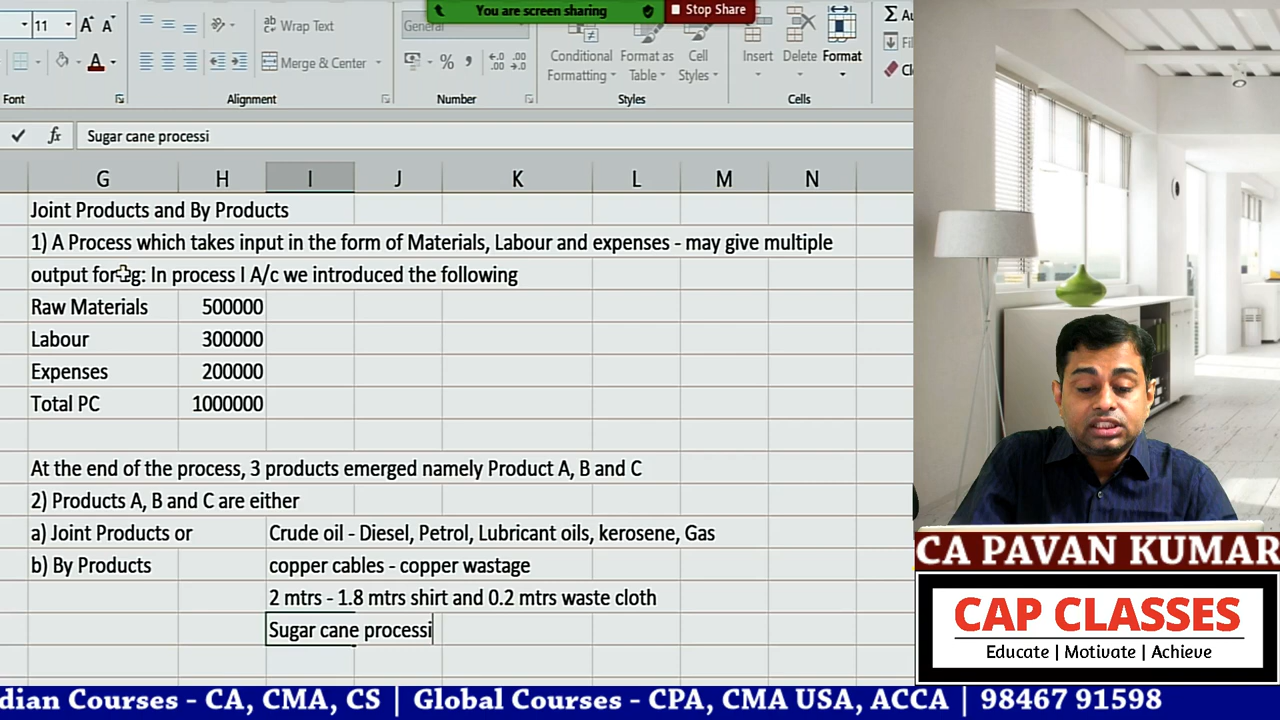 You are screen sharing
Stop Share
11
A A
Wrap Text
General
Merge & Center
Conditional Formatting
Format as Table
Cell Styles
Insert
Delete
Format
Font
Alignment
Number
Styles
Cells
fx
Sugar cane processi
G H I J K L M N
Joint Products and By Products
1) A Process which takes input in the form of Materials, Labour and expenses - may give multiple
output for eg: In process I A/c we introduced the following
Raw Materials 500000
Labour 300000
Expenses 200000
Total PC 1000000
At the end of the process, 3 products emerged namely Product A, B and C
2) Products A, B and C are either
a) Joint Products or Crude oil - Diesel, Petrol, Lubricant oils, kerosene, Gas
b) By Products copper cables - copper wastage
2 mtrs - 1.8 mtrs shirt and 0.2 mtrs waste cloth
Sugar cane processi
CA PAVAN KUMAR
CAP CLASSES
Educate | Motivate | Achieve
dian Courses - CA, CMA, CS | Global Courses - CPA, CMA USA, ACCA | 98467 91598